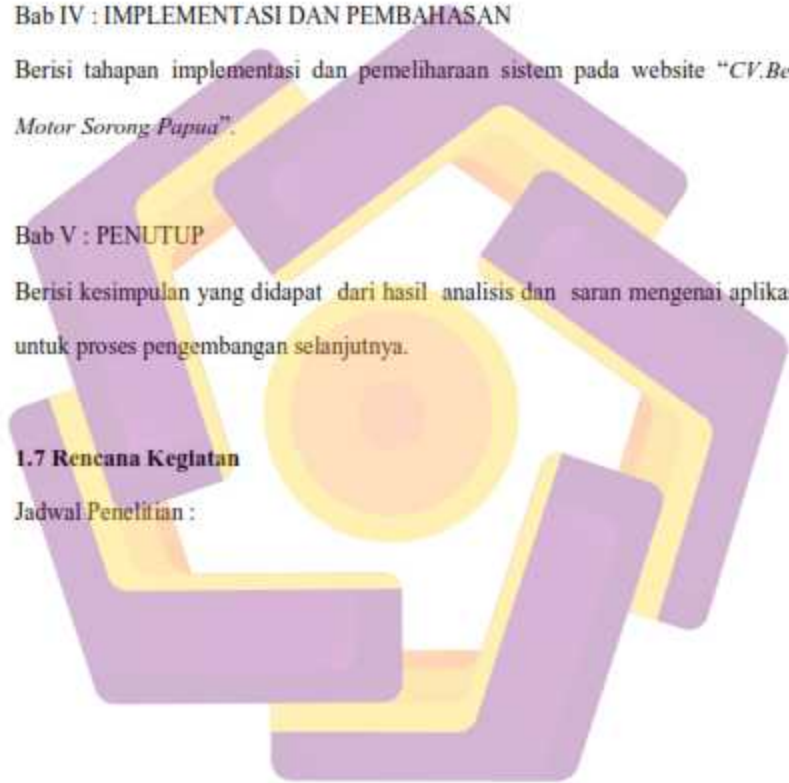 Bab IV : IMPLEMENTASI DAN PEMBAHASAN
Berisi tahapan implementasi dan pemeliharaan sistem pada website “CV.Be
Motor Sorong Papua”.
Bab V : PENUTUP
Berisi kesimpulan yang didapat dari hasil analisis dan saran mengenai aplika
untuk proses pengembangan selanjutnya.
1.7 Rencana Kegiatan
Jadwal Penelitian :